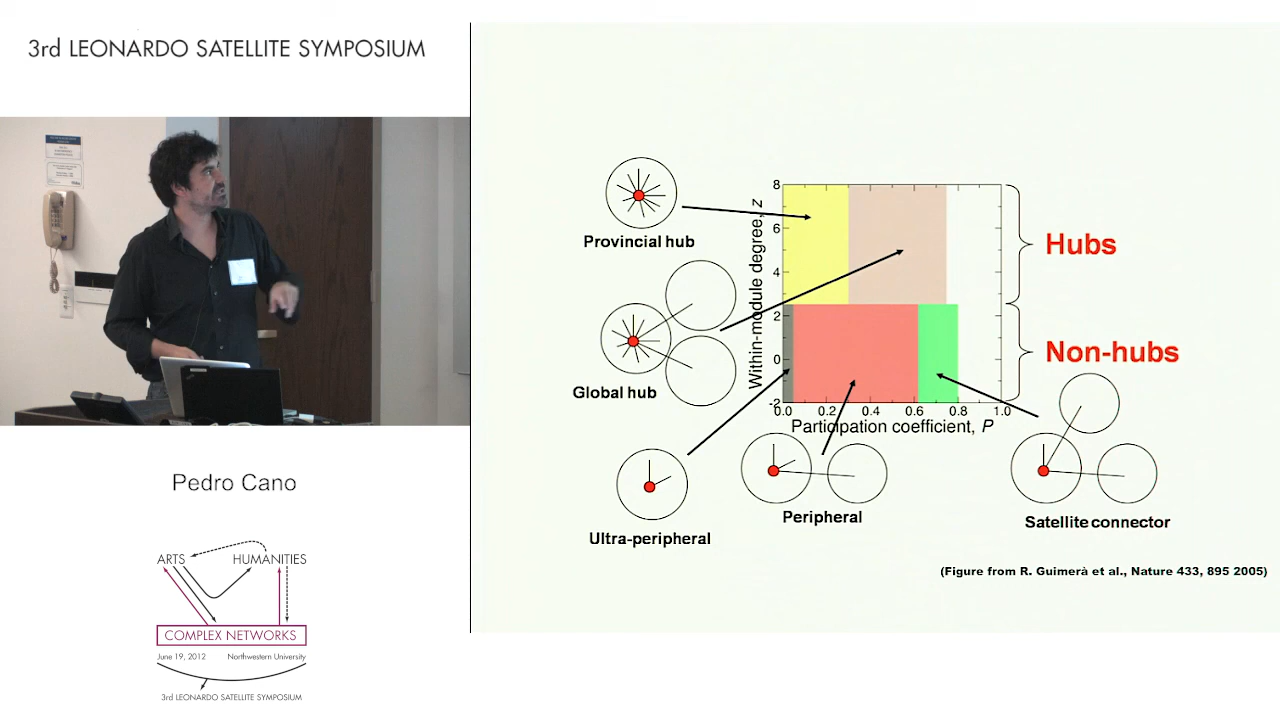 3rd LEONARDO SATELLITE SYMPOSIUM
Pedro Cano
ARTS
HUMANITIES
COMPLEX NETWORKS
June 19, 2012
Northwestern University
3rd LEONARDO SATELLITE SYMPOSIUM
Provincial hub
Global hub
Ultra-peripheral
Peripheral
Satellite connector
Within-module degree, z
8
6
4
2
0
-2
0.0 0.2 0.4 0.6 0.8 1.0
Participation coefficient, P
Hubs
Non-hubs
(Figure from R. Guimerà et al., Nature 433, 895 2005)